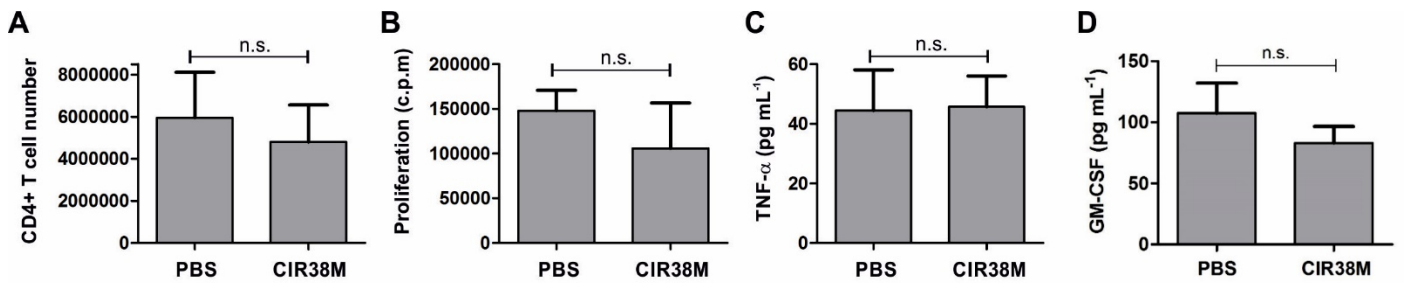 A
CD4+ T cell number
8000000
6000000
4000000
2000000
0
n.s.
PBS
CIR38M
B
Proliferation (c.p.m)
200000
150000
100000
50000
0
n.s.
PBS
CIR38M
C
TNF-α (pg mL⁻¹)
60
40
20
0
n.s.
PBS
CIR38M
D
GM-CSF (pg mL⁻¹)
150
100
50
0
n.s.
PBS
CIR38M